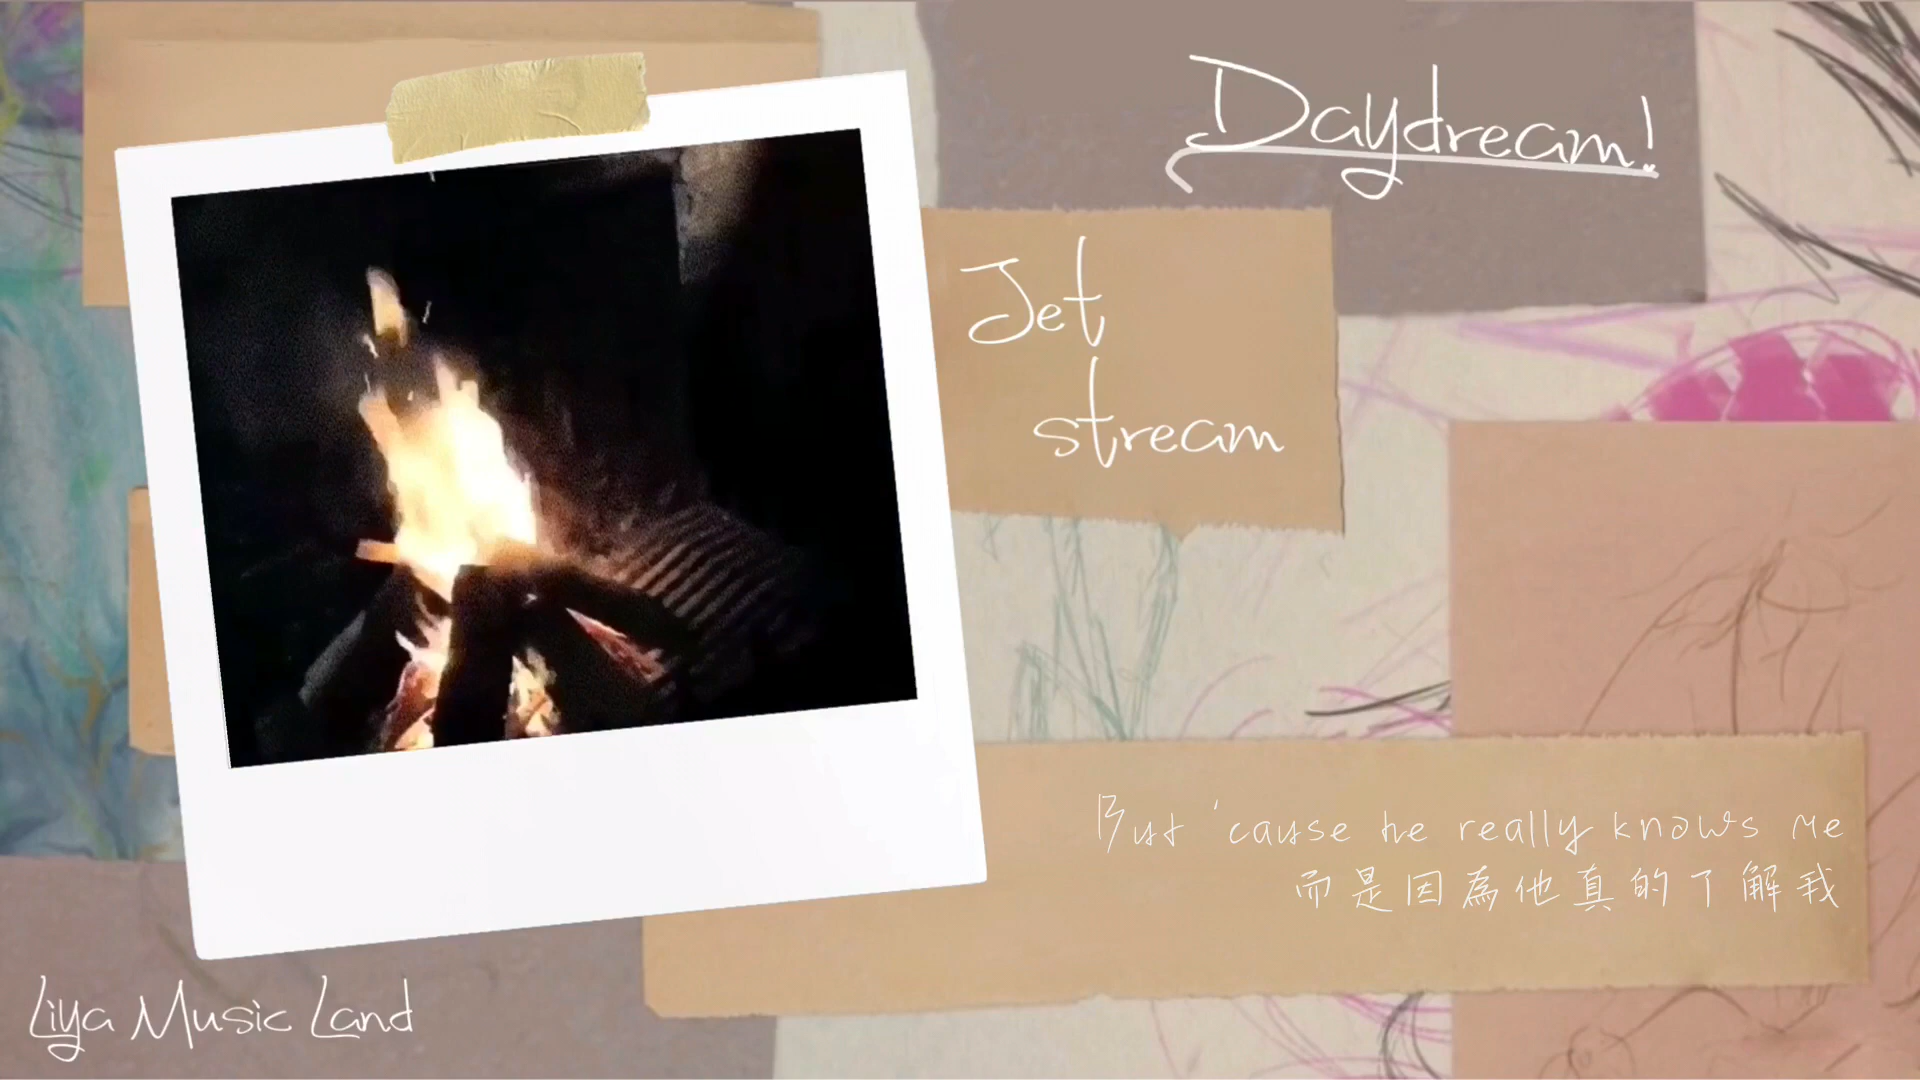 Daydream!
Jet
stream
But 'cause he really knows me
而是因為他真的了解我
Liya Music Land